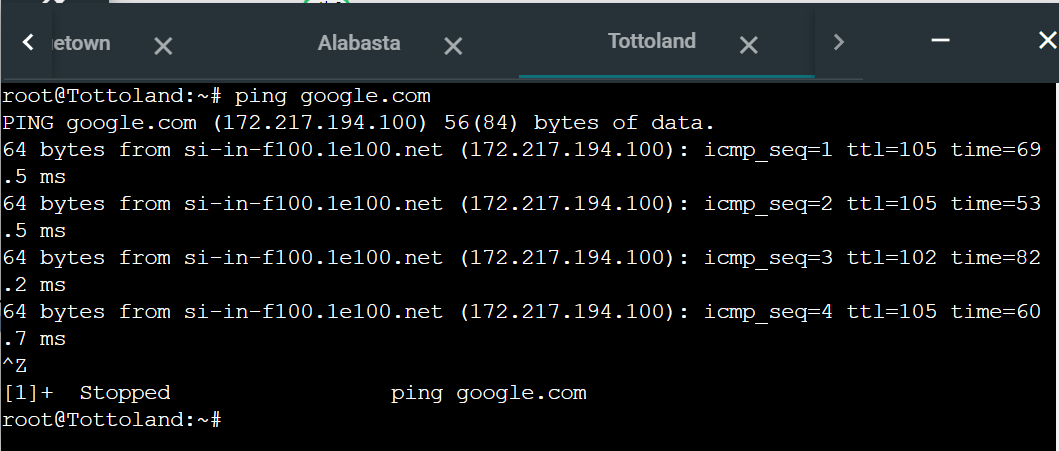 etown Alabasta Tottoland
root@Tottoland:~# ping google.com
PING google.com (172.217.194.100) 56(84) bytes of data.
64 bytes from si-in-f100.1e100.net (172.217.194.100): icmp_seq=1 ttl=105 time=69
.5 ms
64 bytes from si-in-f100.1e100.net (172.217.194.100): icmp_seq=2 ttl=105 time=53
.5 ms
64 bytes from si-in-f100.1e100.net (172.217.194.100): icmp_seq=3 ttl=102 time=82
.2 ms
64 bytes from si-in-f100.1e100.net (172.217.194.100): icmp_seq=4 ttl=105 time=60
.7 ms
^Z
[1]+  Stopped                 ping google.com
root@Tottoland:~#